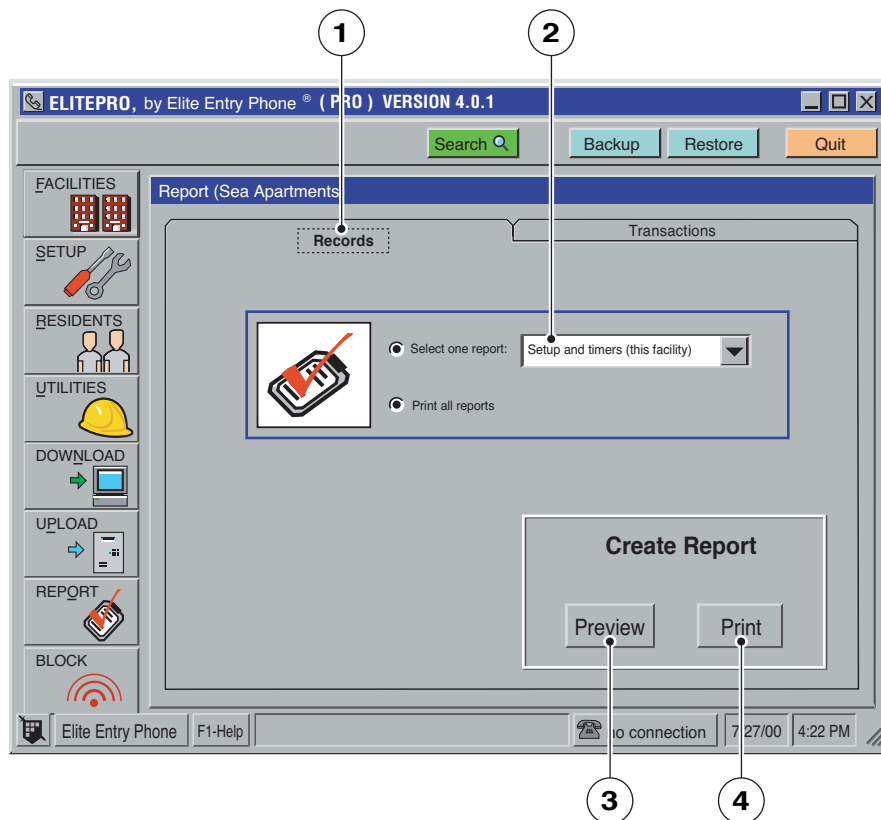 1 2
ELITEPRO, by Elite Entry Phone ® ( PRO ) VERSION 4.0.1
Search Backup Restore Quit
FACILITIES
SETUP
RESIDENTS
UTILITIES
DOWNLOAD
UPLOAD
REPORT
BLOCK
Report (Sea Apartments)
Records Transactions
Select one report: Setup and timers (this facility)
Print all reports
Create Report
Preview Print
Elite Entry Phone F1-Help no connection 7/27/00 4:22 PM
3 4